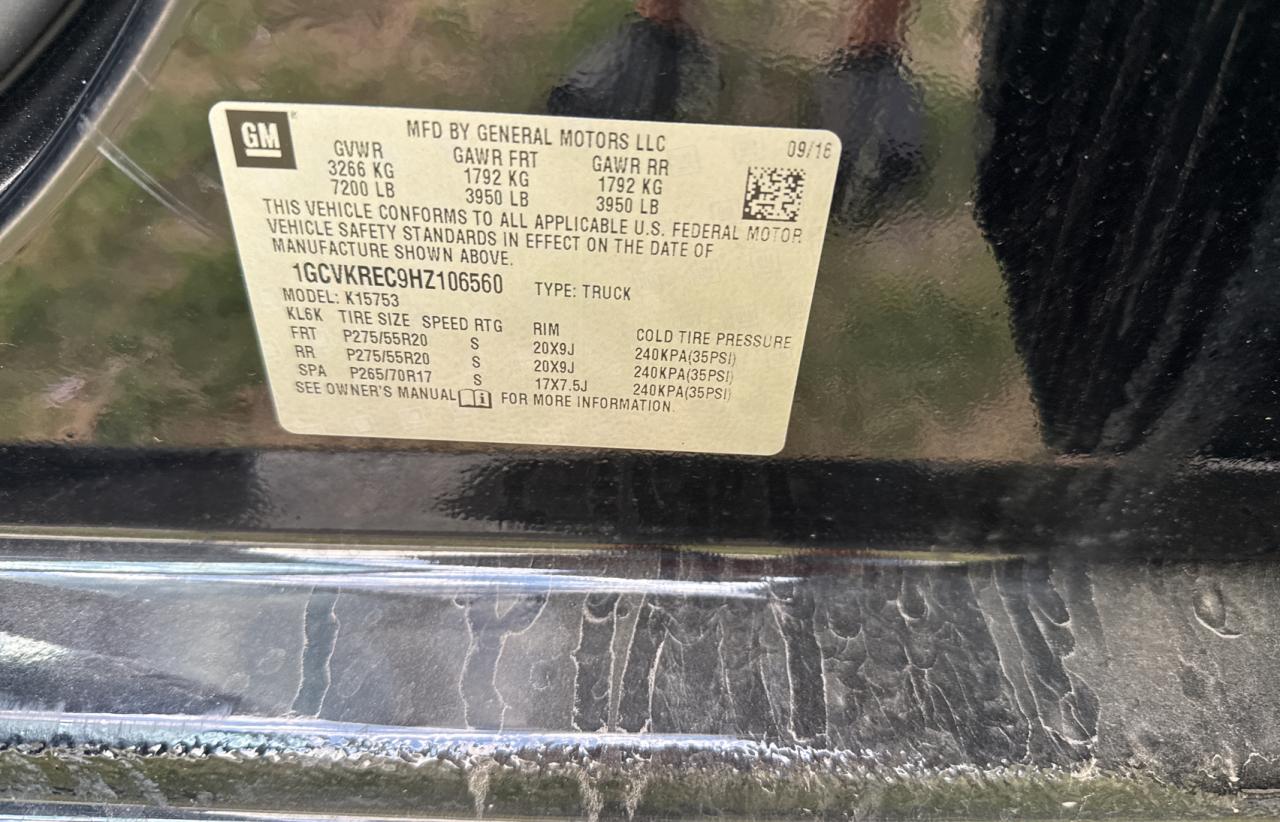 GM
MFD BY GENERAL MOTORS LLC 09/16
GVWR GAWR FRT GAWR RR
3266 KG 1792 KG 1792 KG
7200 LB 3950 LB 3950 LB
THIS VEHICLE CONFORMS TO ALL APPLICABLE U.S. FEDERAL MOTOR
VEHICLE SAFETY STANDARDS IN EFFECT ON THE DATE OF
MANUFACTURE SHOWN ABOVE.
1GCVKREC9HZ106560 TYPE: TRUCK
MODEL: K15753
KL6K TIRE SIZE SPEED RTG RIM COLD TIRE PRESSURE
FRT P275/55R20 S 20X9J 240KPA(35PSI)
RR P275/55R20 S 20X9J 240KPA(35PSI)
SPA P265/70R17 S 17X7.5J 240KPA(35PSI)
SEE OWNER'S MANUAL FOR MORE INFORMATION.